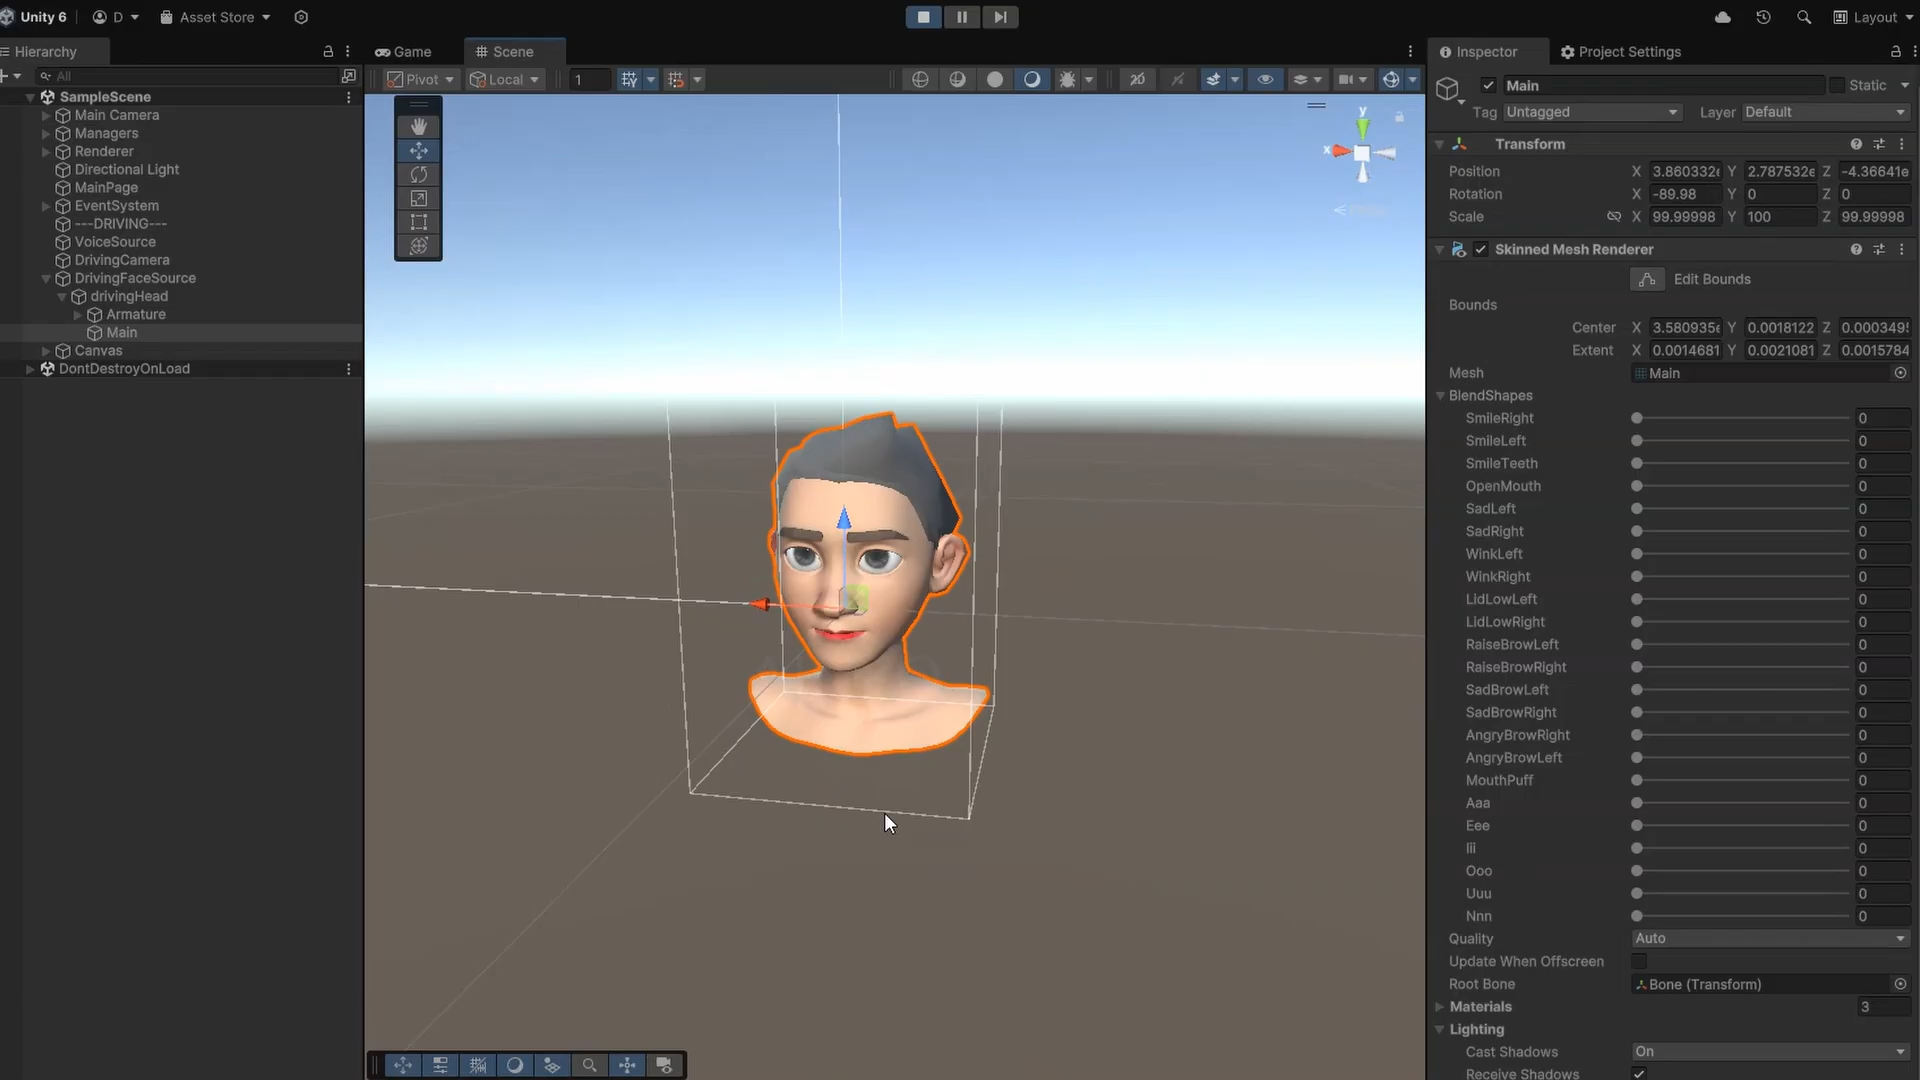 Unity 6 D Asset Store Layout
Hierarchy
All
SampleScene
Main Camera
Managers
Renderer
Directional Light
MainPage
EventSystem
---DRIVING---
VoiceSource
DrivingCamera
DrivingFaceSource
drivingHead
Armature
Main
Canvas
DontDestroyOnLoad
Game Scene
Pivot Local 1 2D
y
x
Inspector Project Settings
Main Static
Tag Untagged Layer Default
Transform
Position X 3.860332e Y 2.787532e Z -4.36641e
Rotation X -89.98 Y 0 Z 0
Scale X 99.99998 Y 100 Z 99.99998
Skinned Mesh Renderer
Edit Bounds
Bounds
Center X 3.580935e Y 0.0018122 Z 0.000349
Extent X 0.0014681 Y 0.0021081 Z 0.0015784
Mesh Main
BlendShapes
SmileRight 0
SmileLeft 0
SmileTeeth 0
OpenMouth 0
SadLeft 0
SadRight 0
WinkLeft 0
WinkRight 0
LidLowLeft 0
LidLowRight 0
RaiseBrowLeft 0
RaiseBrowRight 0
SadBrowLeft 0
SadBrowRight 0
AngryBrowRight 0
AngryBrowLeft 0
MouthPuff 0
Aaa 0
Eee 0
Iii 0
Ooo 0
Uuu 0
Nnn 0
Quality Auto
Update When Offscreen
Root Bone Bone (Transform)
Materials 3
Lighting
Cast Shadows On
Receive Shadows